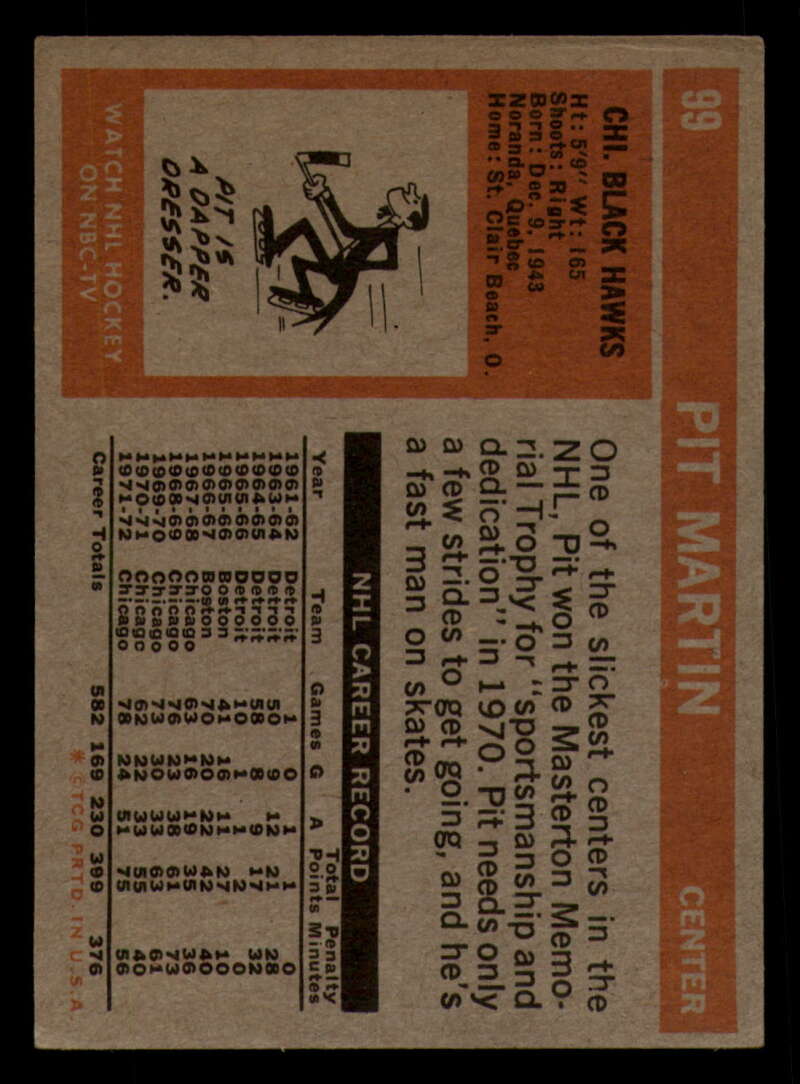 99 PIT MARTIN CENTER
CHI. BLACK HAWKS
Ht: 5'9" Wt: 165
Shoots: Right
Born: Dec. 9, 1943
Noranda, Quebec
Home: St. Clair Beach, O.
PIT IS
A DAPPER
DRESSER.
WATCH NHL HOCKEY
ON NBC-TV
One of the slickest centers in the
NHL, Pit won the Masterton Memo-
rial Trophy for "sportsmanship and
dedication" in 1970. Pit needs only
a few strides to get going, and he's
a fast man on skates.
NHL CAREER RECORD
Total Penalty
Year Team Games G A Points Minutes
1961-62 Detroit 1 0 1 1 0
1963-64 Detroit 50 9 12 21 28
1964-65 Detroit 58 8 9 17 32
1965-66 Detroit 10 1 1 2 0
1965-66 Boston 41 16 11 27 10
1966-67 Boston 70 20 22 42 40
1967-68 Chicago 63 16 19 35 36
1968-69 Chicago 76 23 38 61 73
1969-70 Chicago 73 30 33 63 61
1970-71 Chicago 62 22 33 55 40
1971-72 Chicago 78 24 51 75 56
Career Totals 582 169 230 399 376
* ©TCG PRTD. IN U.S.A